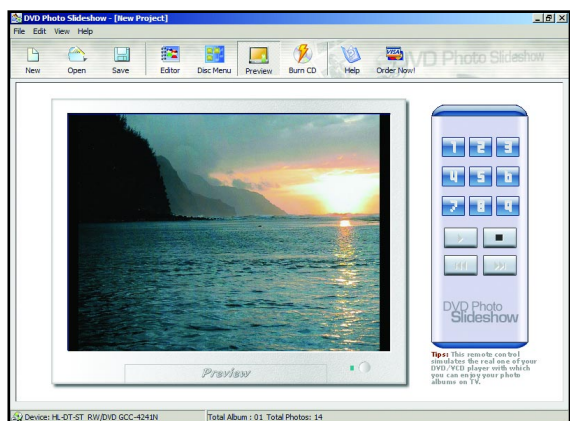 DVD Photo Slideshow - [New Project]
File Edit View Help
New Open Save Editor Disc Menu Preview Burn CD Help Order Now!
VISA
DVD Photo Slideshow
1 2 3
4 5 6
7 8 9
DVD Photo
Slideshow
Preview
Tips: This remote control
simulates the real one of your
DVD/VCD player with which
you can enjoy your photo
albums on TV.
Device: HL-DT-ST RW/DVD GCC-4241N Total Album : 01 Total Photos: 14